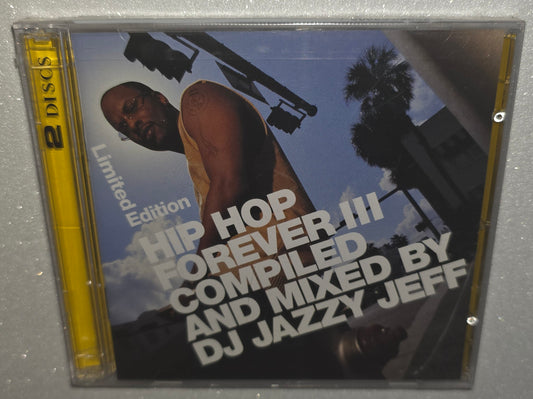 2 DISCS
Limited
Edition
HIP HOP
FOREVER III
COMPILED
AND MIXED BY
DJ JAZZY JEFF